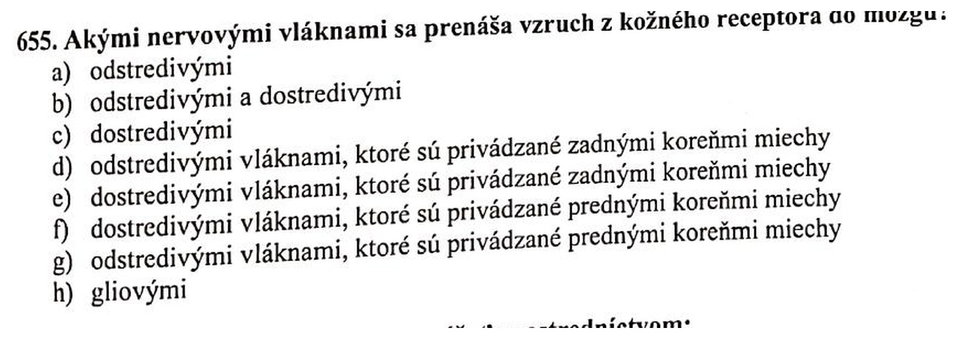 655. Akými nervovými vláknami sa prenáša vzruch z kožného receptora do mozgu?
a) odstredivými
b) odstredivými a dostredivými
c) dostredivými
d) odstredivými vláknami, ktoré sú privádzané zadnými koreňmi miechy
e) dostredivými vláknami, ktoré sú privádzané zadnými koreňmi miechy
f) dostredivými vláknami, ktoré sú privádzané prednými koreňmi miechy
g) odstredivými vláknami, ktoré sú privádzané prednými koreňmi miechy
h) gliovými